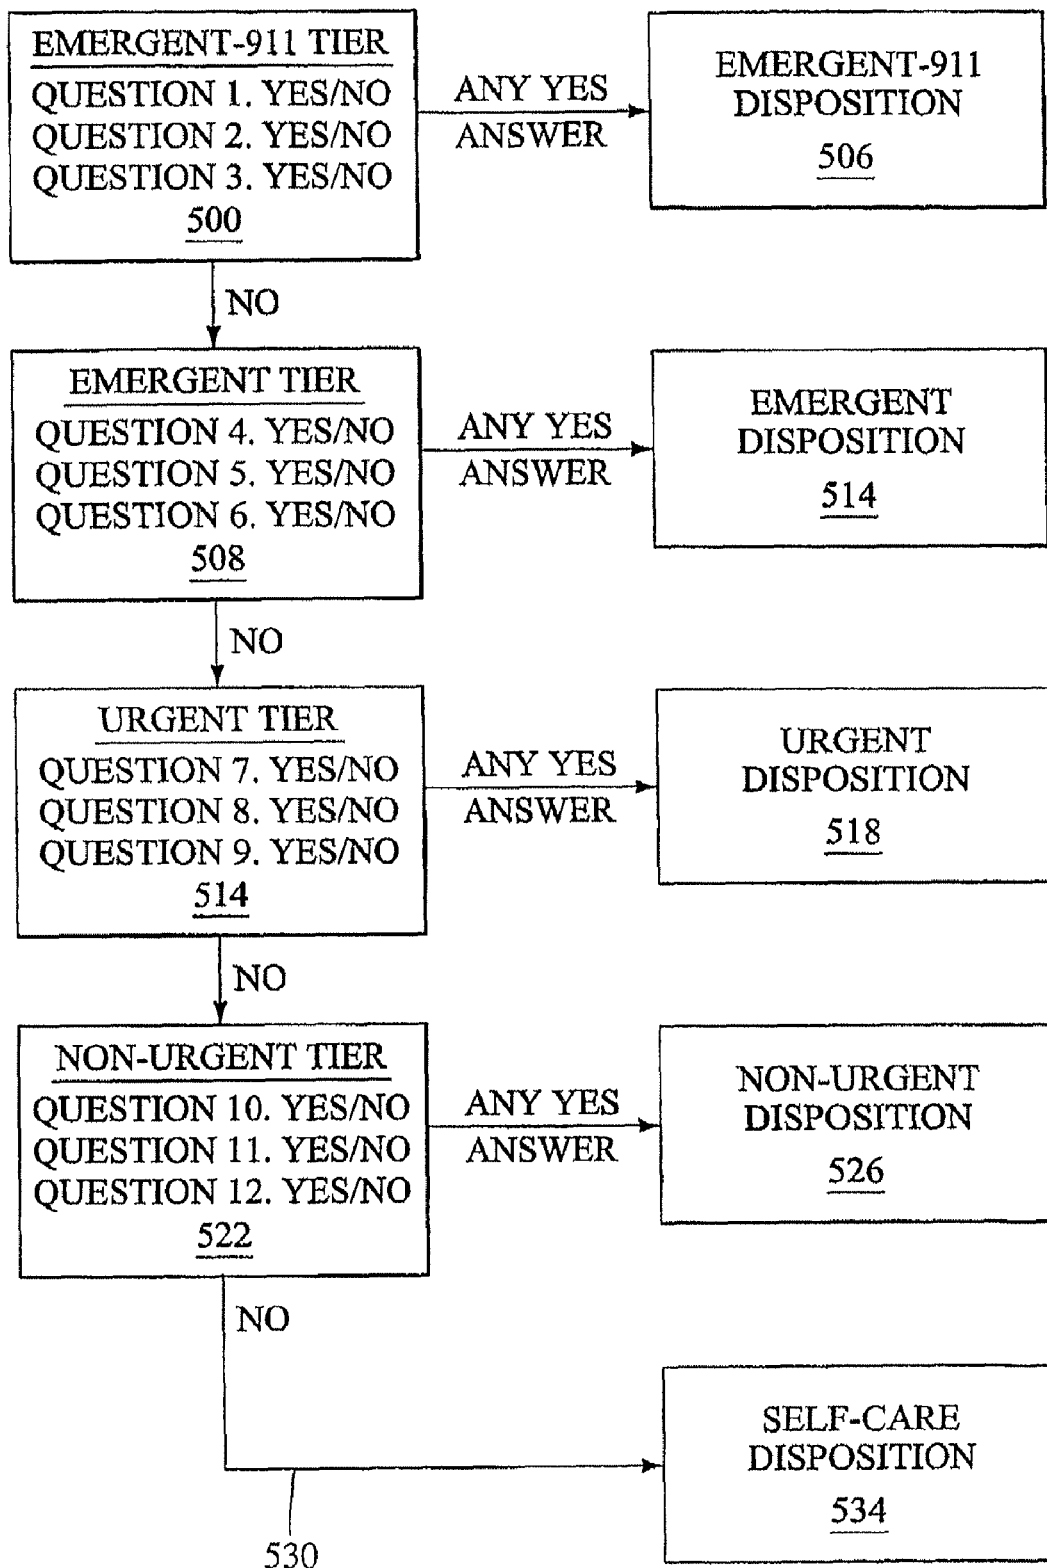 EMERGENT-911 TIER
QUESTION 1. YES/NO
QUESTION 2. YES/NO
QUESTION 3. YES/NO
500
ANY YES
ANSWER
EMERGENT-911
DISPOSITION
506
NO
EMERGENT TIER
QUESTION 4. YES/NO
QUESTION 5. YES/NO
QUESTION 6. YES/NO
508
ANY YES
ANSWER
EMERGENT
DISPOSITION
514
NO
URGENT TIER
QUESTION 7. YES/NO
QUESTION 8. YES/NO
QUESTION 9. YES/NO
514
ANY YES
ANSWER
URGENT
DISPOSITION
518
NO
NON-URGENT TIER
QUESTION 10. YES/NO
QUESTION 11. YES/NO
QUESTION 12. YES/NO
522
ANY YES
ANSWER
NON-URGENT
DISPOSITION
526
NO
SELF-CARE
DISPOSITION
534
530